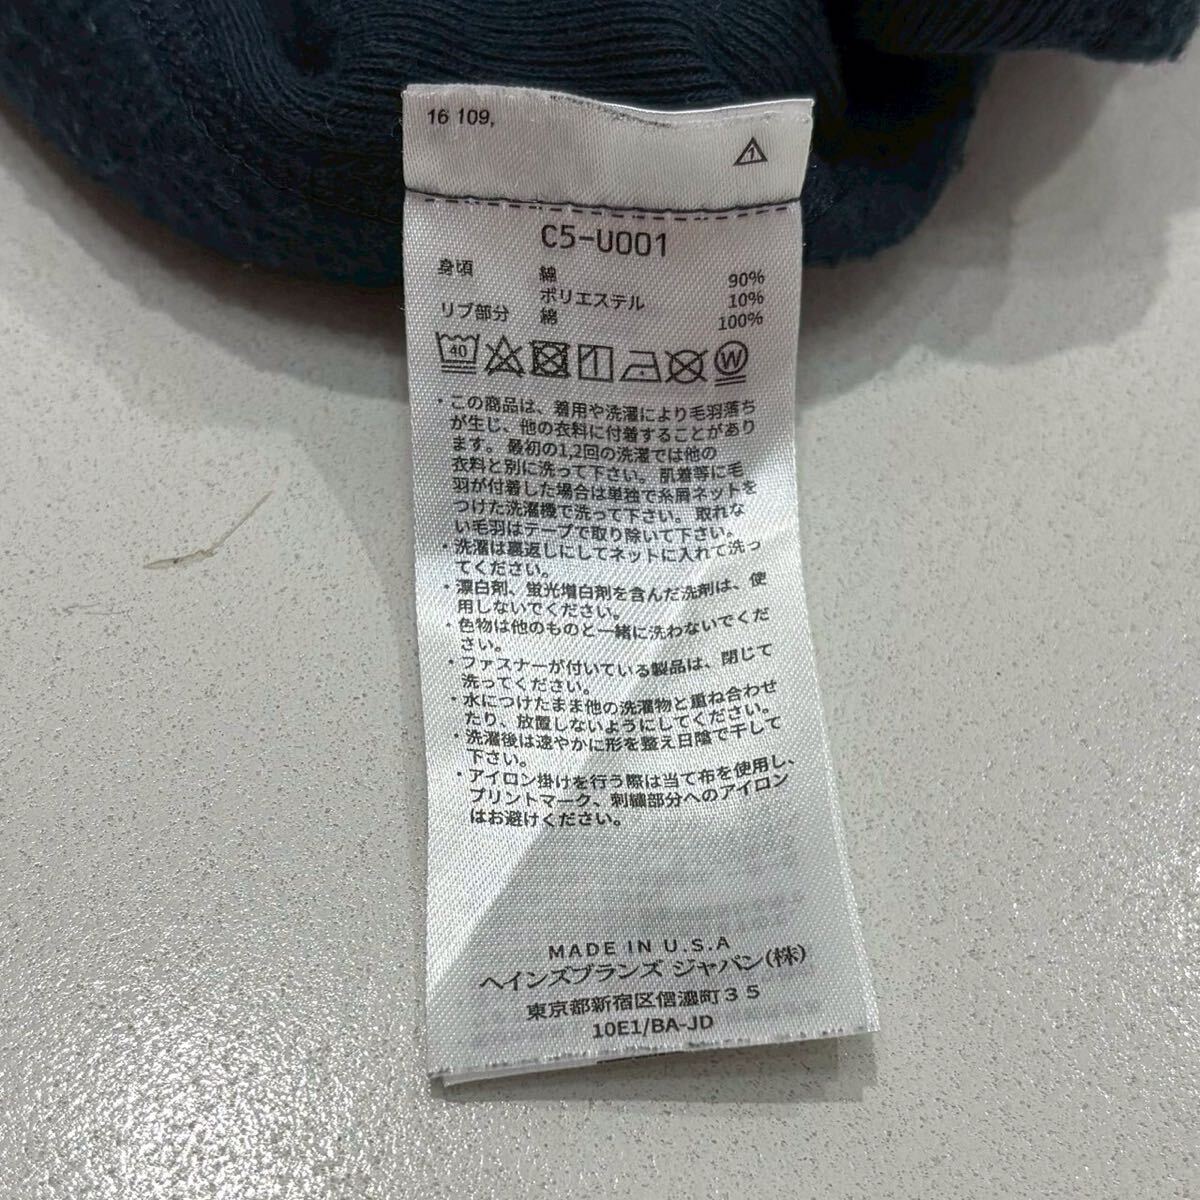 16 109,
1
C5-U001
身頃 綿 90%
ポリエステル 10%
リブ部分 綿 100%
40 W
・この商品は、着用や洗濯により毛羽落ち
が生じ、他の衣料に付着することがあり
ます。最初の1,2回の洗濯では他の
衣料と別に洗って下さい。肌着等に毛
羽が付着した場合は単独で糸屑ネットを
つけた洗濯機で洗って下さい。取れな
い毛羽はテープで取り除いて下さい。
・洗濯は裏返しにしてネットに入れて洗っ
てください。
・漂白剤、蛍光増白剤を含んだ洗剤は、使
用しないでください。
・色物は他のものと一緒に洗わないでくだ
さい。
・ファスナーが付いている製品は、閉じて
洗ってください。
・水につけたまま他の洗濯物と重ね合わせ
たり、放置しないようにしてください。
・洗濯後は速やかに形を整え日陰で干して
下さい。
・アイロン掛けを行う際は当て布を使用し、
プリントマーク、刺繍部分へのアイロン
はお避けください。
MADE IN U.S.A
ヘインズブランズ ジャパン(株)
東京都新宿区信濃町35
10E1/BA-JD